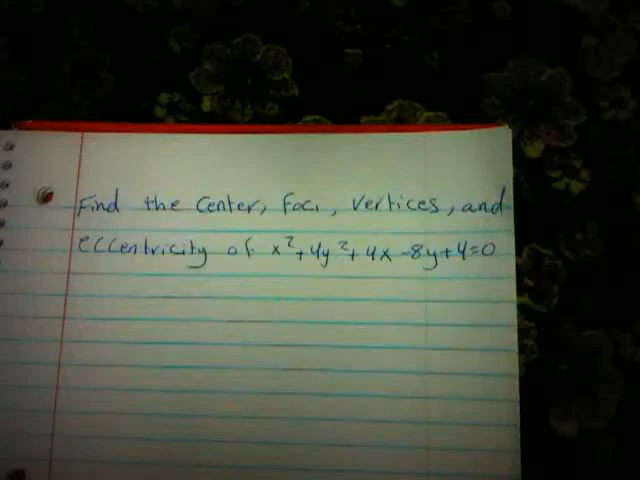 Find the center, foci, vertices, and
eccentricity of x²+4y²+4x-8y+4=0